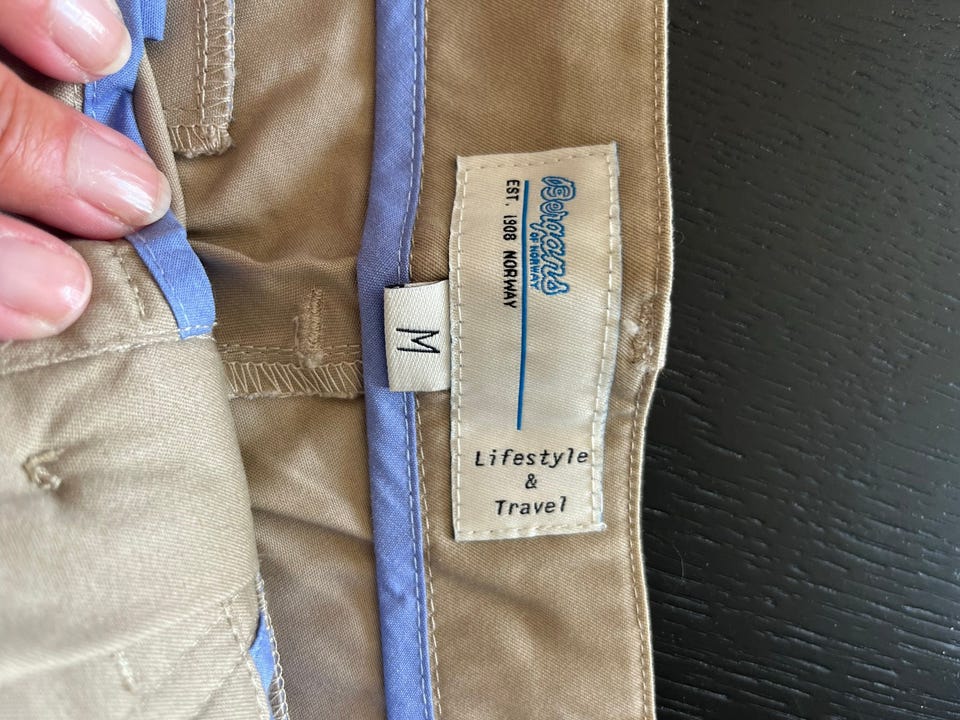 Bergans
OF NORWAY
EST. 1908 NORWAY
Lifestyle
&
Travel
M